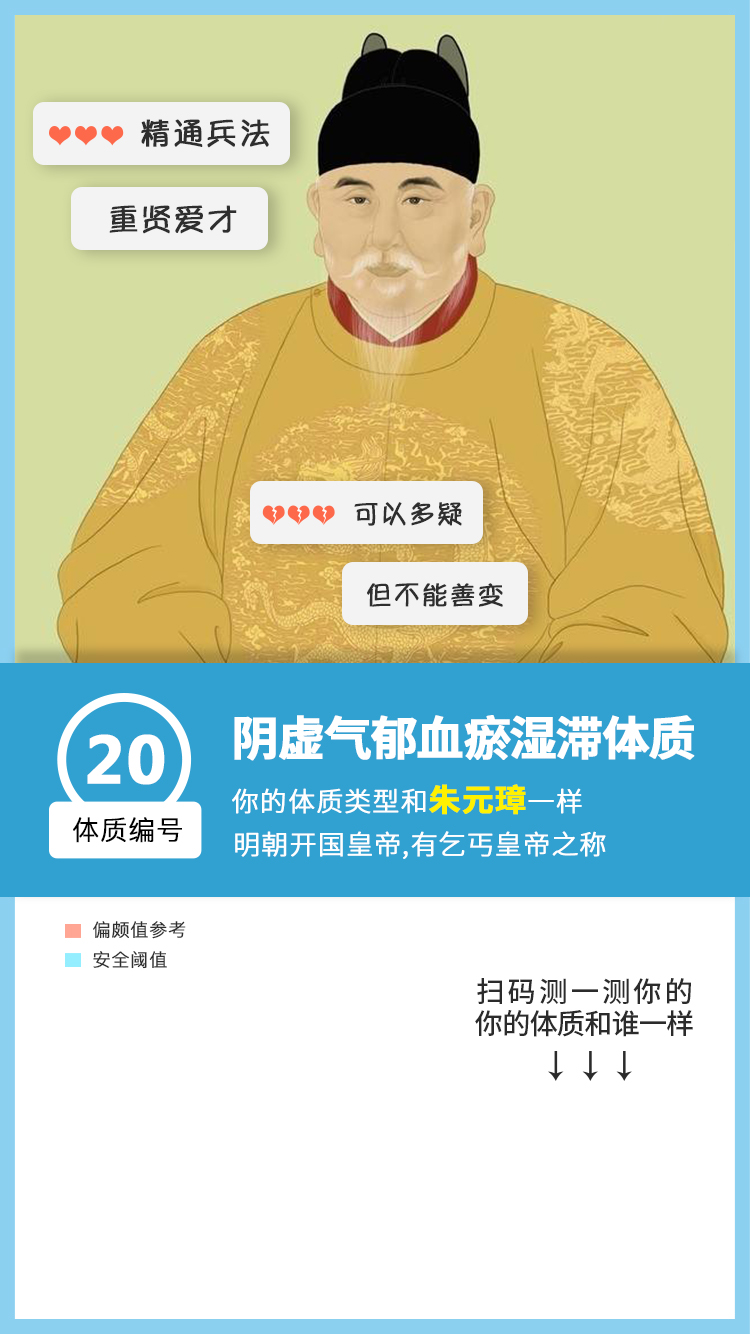 精通兵法
重贤爱才
可以多疑
但不能善变
20
体质编号
阴虚气郁血瘀湿滞体质
你的体质类型和朱元璋一样
明朝开国皇帝,有乞丐皇帝之称
偏颇值参考
安全阈值
扫码测一测你的
你的体质和谁一样
↓↓↓